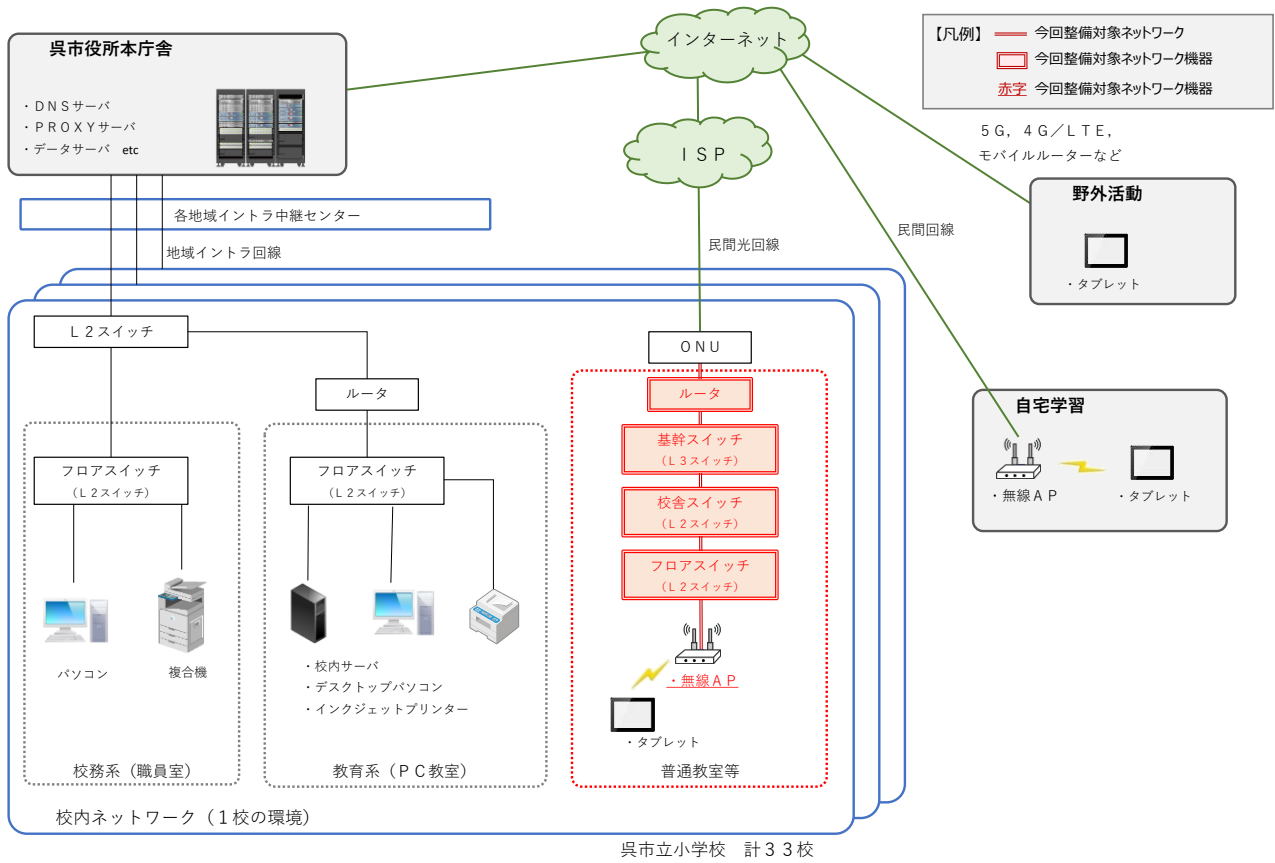 呉市役所本庁舎
・ＤＮＳサーバ
・ＰＲＯＸＹサーバ
・データサーバ etc
インターネット
ＩＳＰ
【凡例】
今回整備対象ネットワーク
今回整備対象ネットワーク機器
赤字 今回整備対象ネットワーク機器
５Ｇ，４Ｇ／ＬＴＥ，
モバイルルーターなど
野外活動
・タブレット
各地域イントラ中継センター
地域イントラ回線
民間光回線
民間回線
Ｌ２スイッチ
ルータ
ＯＮＵ
ルータ
基幹スイッチ
（Ｌ３スイッチ）
校舎スイッチ
（Ｌ２スイッチ）
フロアスイッチ
（Ｌ２スイッチ）
・無線ＡＰ
・タブレット
普通教室等
フロアスイッチ
（Ｌ２スイッチ）
パソコン
複合機
校務系（職員室）
フロアスイッチ
（Ｌ２スイッチ）
・校内サーバ
・デスクトップパソコン
・インクジェットプリンター
教育系（ＰＣ教室）
自宅学習
・無線ＡＰ
・タブレット
校内ネットワーク（１校の環境）
呉市立小学校　計３３校